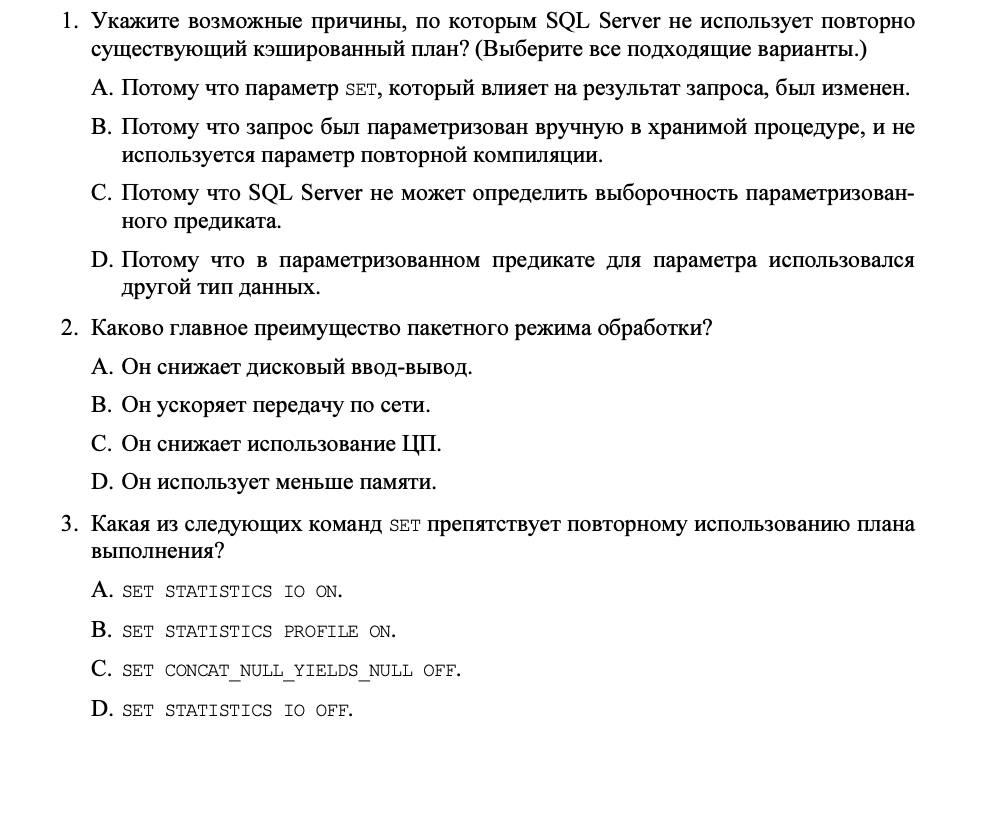 1. Укажите возможные причины, по которым SQL Server не использует повторно
существующий кэшированный план? (Выберите все подходящие варианты.)
A. Потому что параметр SET, который влияет на результат запроса, был изменен.
B. Потому что запрос был параметризован вручную в хранимой процедуре, и не
используется параметр повторной компиляции.
C. Потому что SQL Server не может определить выборочность параметризован-
ного предиката.
D. Потому что в параметризованном предикате для параметра использовался
другой тип данных.
2. Каково главное преимущество пакетного режима обработки?
A. Он снижает дисковый ввод-вывод.
B. Он ускоряет передачу по сети.
C. Он снижает использование ЦП.
D. Он использует меньше памяти.
3. Какая из следующих команд SET препятствует повторному использованию плана
выполнения?
A. SET STATISTICS IO ON.
B. SET STATISTICS PROFILE ON.
C. SET CONCAT_NULL_YIELDS_NULL OFF.
D. SET STATISTICS IO OFF.